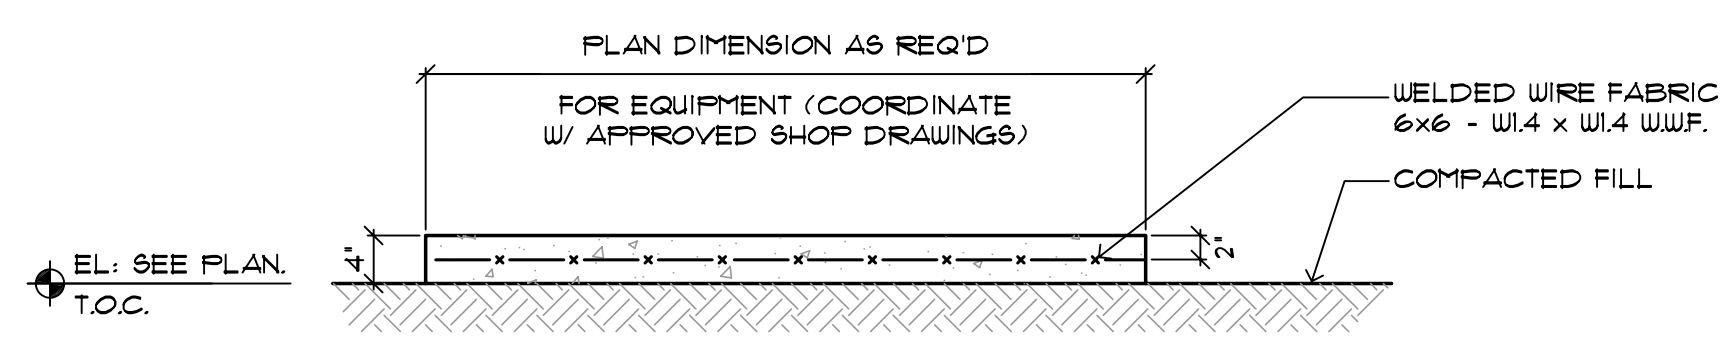 PLAN DIMENSION AS REQ'D
FOR EQUIPMENT (COORDINATE
W/ APPROVED SHOP DRAWINGS)
WELDED WIRE FABRIC
6x6 - W1.4 x W1.4 W.W.F.
COMPACTED FILL
4"
2"
EL: SEE PLAN.
T.O.C.